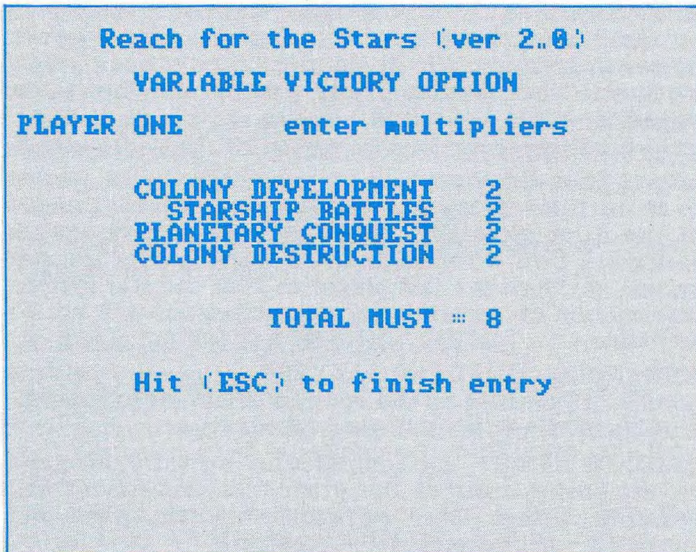 Reach for the Stars (ver 2.0)
VARIABLE VICTORY OPTION
PLAYER ONE enter multipliers
COLONY DEVELOPMENT 2
STARSHIP BATTLES 2
PLANETARY CONQUEST 2
COLONY DESTRUCTION 2
TOTAL MUST = 8
Hit (ESC) to finish entry